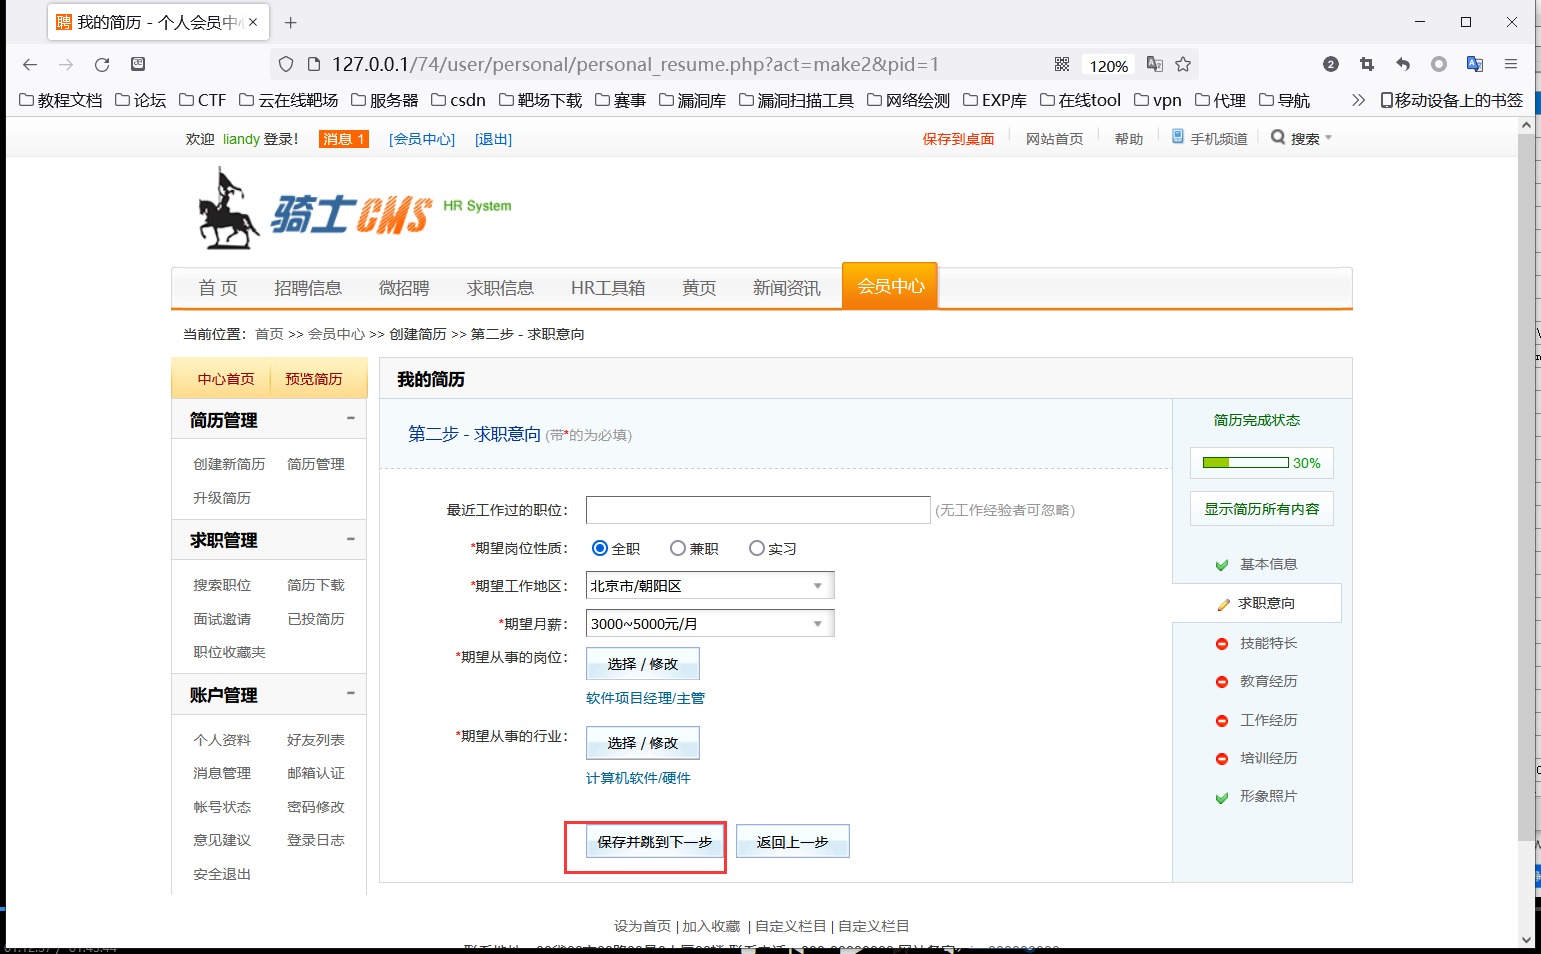 聘 我的简历 - 个人会员中
127.0.0.1/74/user/personal/personal_resume.php?act=make2&pid=1
120%
2
教程文档 论坛 CTF 云在线靶场 服务器 csdn 靶场下载 赛事 漏洞库 漏洞扫描工具 网络绘测 EXP库 在线tool vpn 代理 导航 移动设备上的书签
欢迎 liandy 登录! 消息 1 [会员中心] [退出]
保存到桌面 网站首页 帮助 手机频道 搜索
骑士CMS HR System
首 页 招聘信息 微招聘 求职信息 HR工具箱 黄页 新闻资讯 会员中心
当前位置: 首页 >> 会员中心 >> 创建简历 >> 第二步 - 求职意向
中心首页 预览简历
简历管理 -
创建新简历 简历管理
升级简历
求职管理 -
搜索职位 简历下载
面试邀请 已投简历
职位收藏夹
账户管理 -
个人资料 好友列表
消息管理 邮箱认证
帐号状态 密码修改
意见建议 登录日志
安全退出
我的简历
第二步 - 求职意向 (带*的为必填)
最近工作过的职位: (无工作经验者可忽略)
*期望岗位性质: 全职 兼职 实习
*期望工作地区: 北京市/朝阳区
*期望月薪: 3000~5000元/月
*期望从事的岗位: 选择 / 修改
软件项目经理/主管
*期望从事的行业: 选择 / 修改
计算机软件/硬件
保存并跳到下一步 返回上一步
简历完成状态
30%
显示简历所有内容
基本信息
求职意向
技能特长
教育经历
工作经历
培训经历
形象照片
设为首页 | 加入收藏 | 自定义栏目 | 自定义栏目